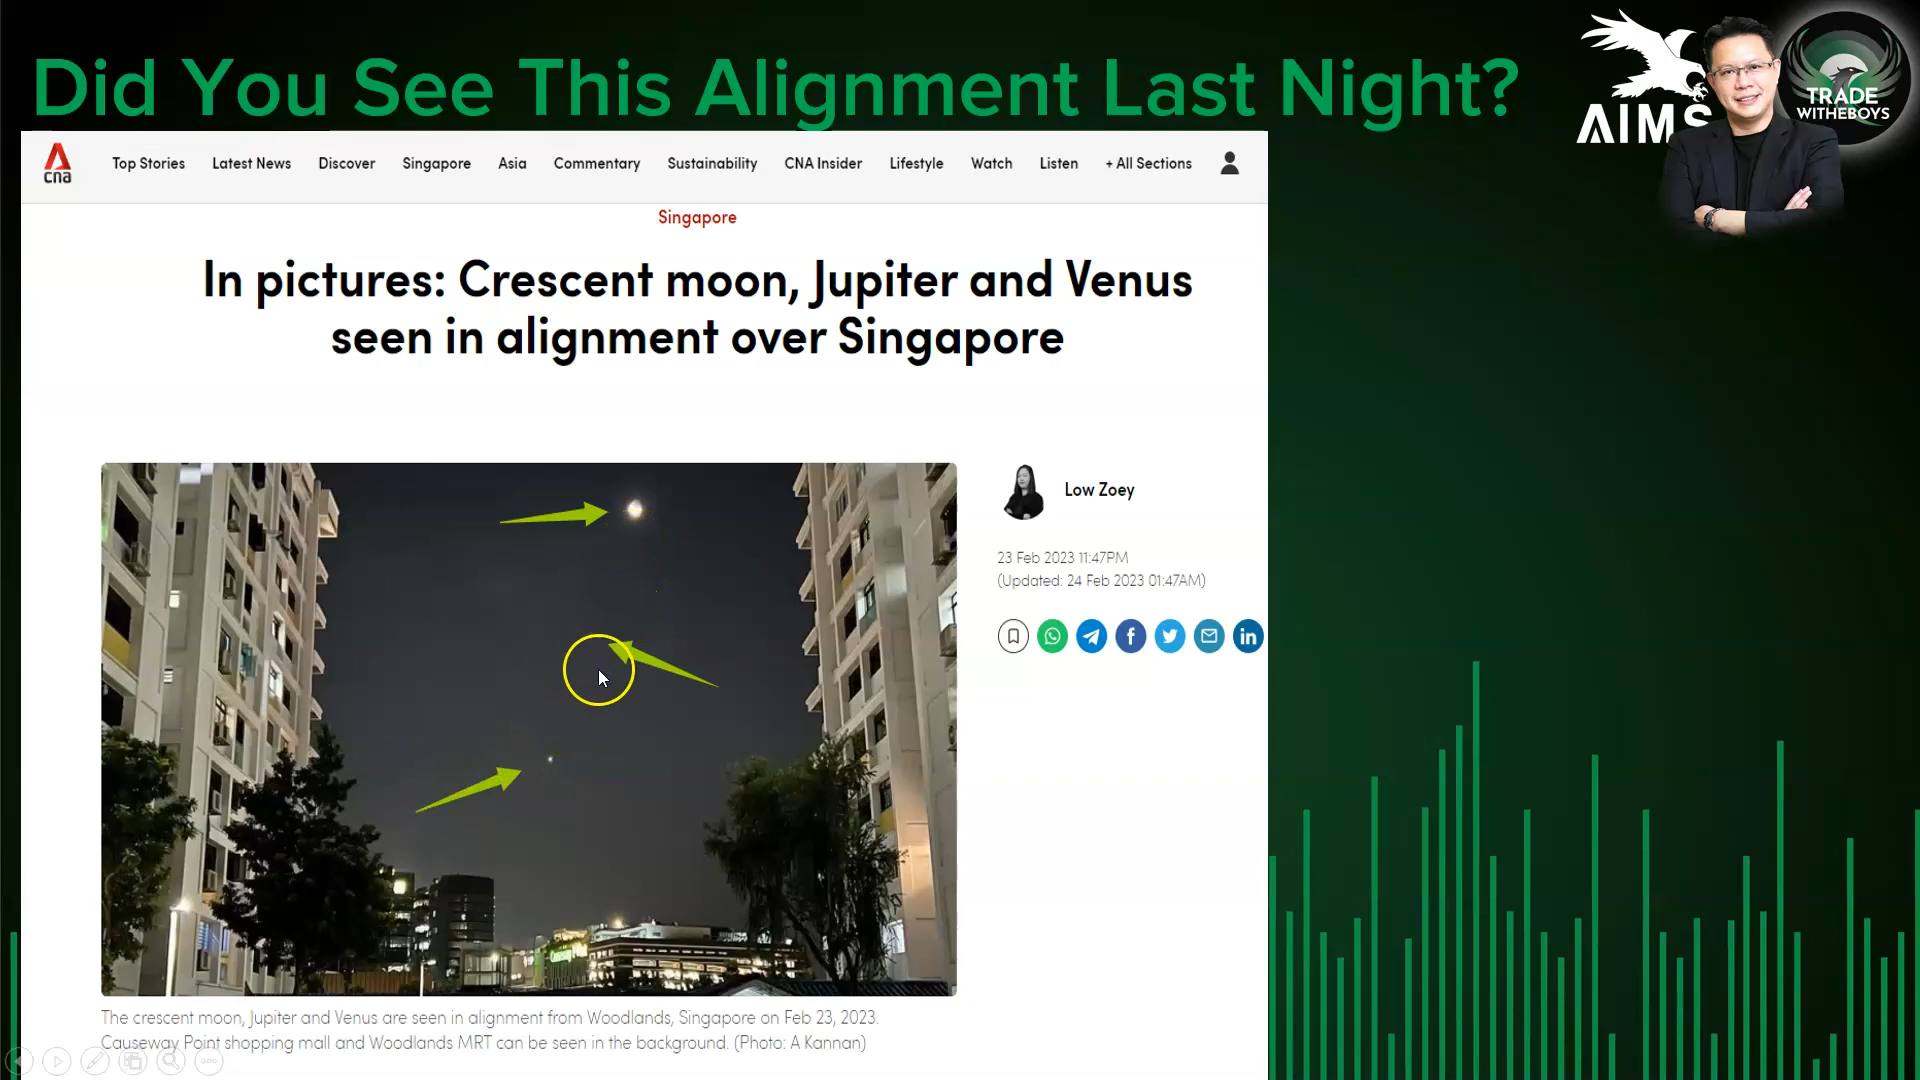 Did You See This Alignment Last Night?
AIMS
TRADE
WITHEBOYS
cna
Top Stories Latest News Discover Singapore Asia Commentary Sustainability CNA Insider Lifestyle Watch Listen + All Sections
Singapore
In pictures: Crescent moon, Jupiter and Venus
seen in alignment over Singapore
Low Zoey
23 Feb 2023 11:47PM
(Updated: 24 Feb 2023 01:47AM)
The crescent moon, Jupiter and Venus are seen in alignment from Woodlands, Singapore on Feb 23, 2023.
Causeway Point shopping mall and Woodlands MRT can be seen in the background. (Photo: A Kannan)